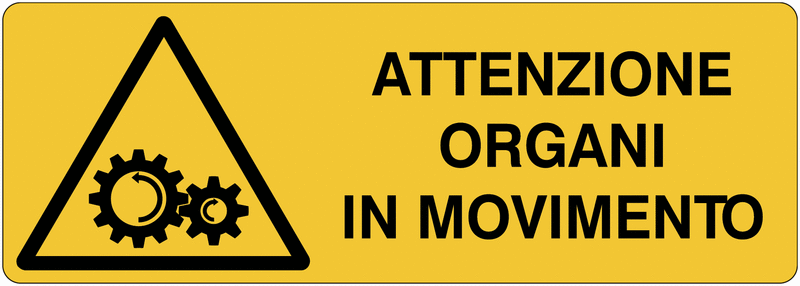 ATTENZIONE
ORGANI
IN MOVIMENTO